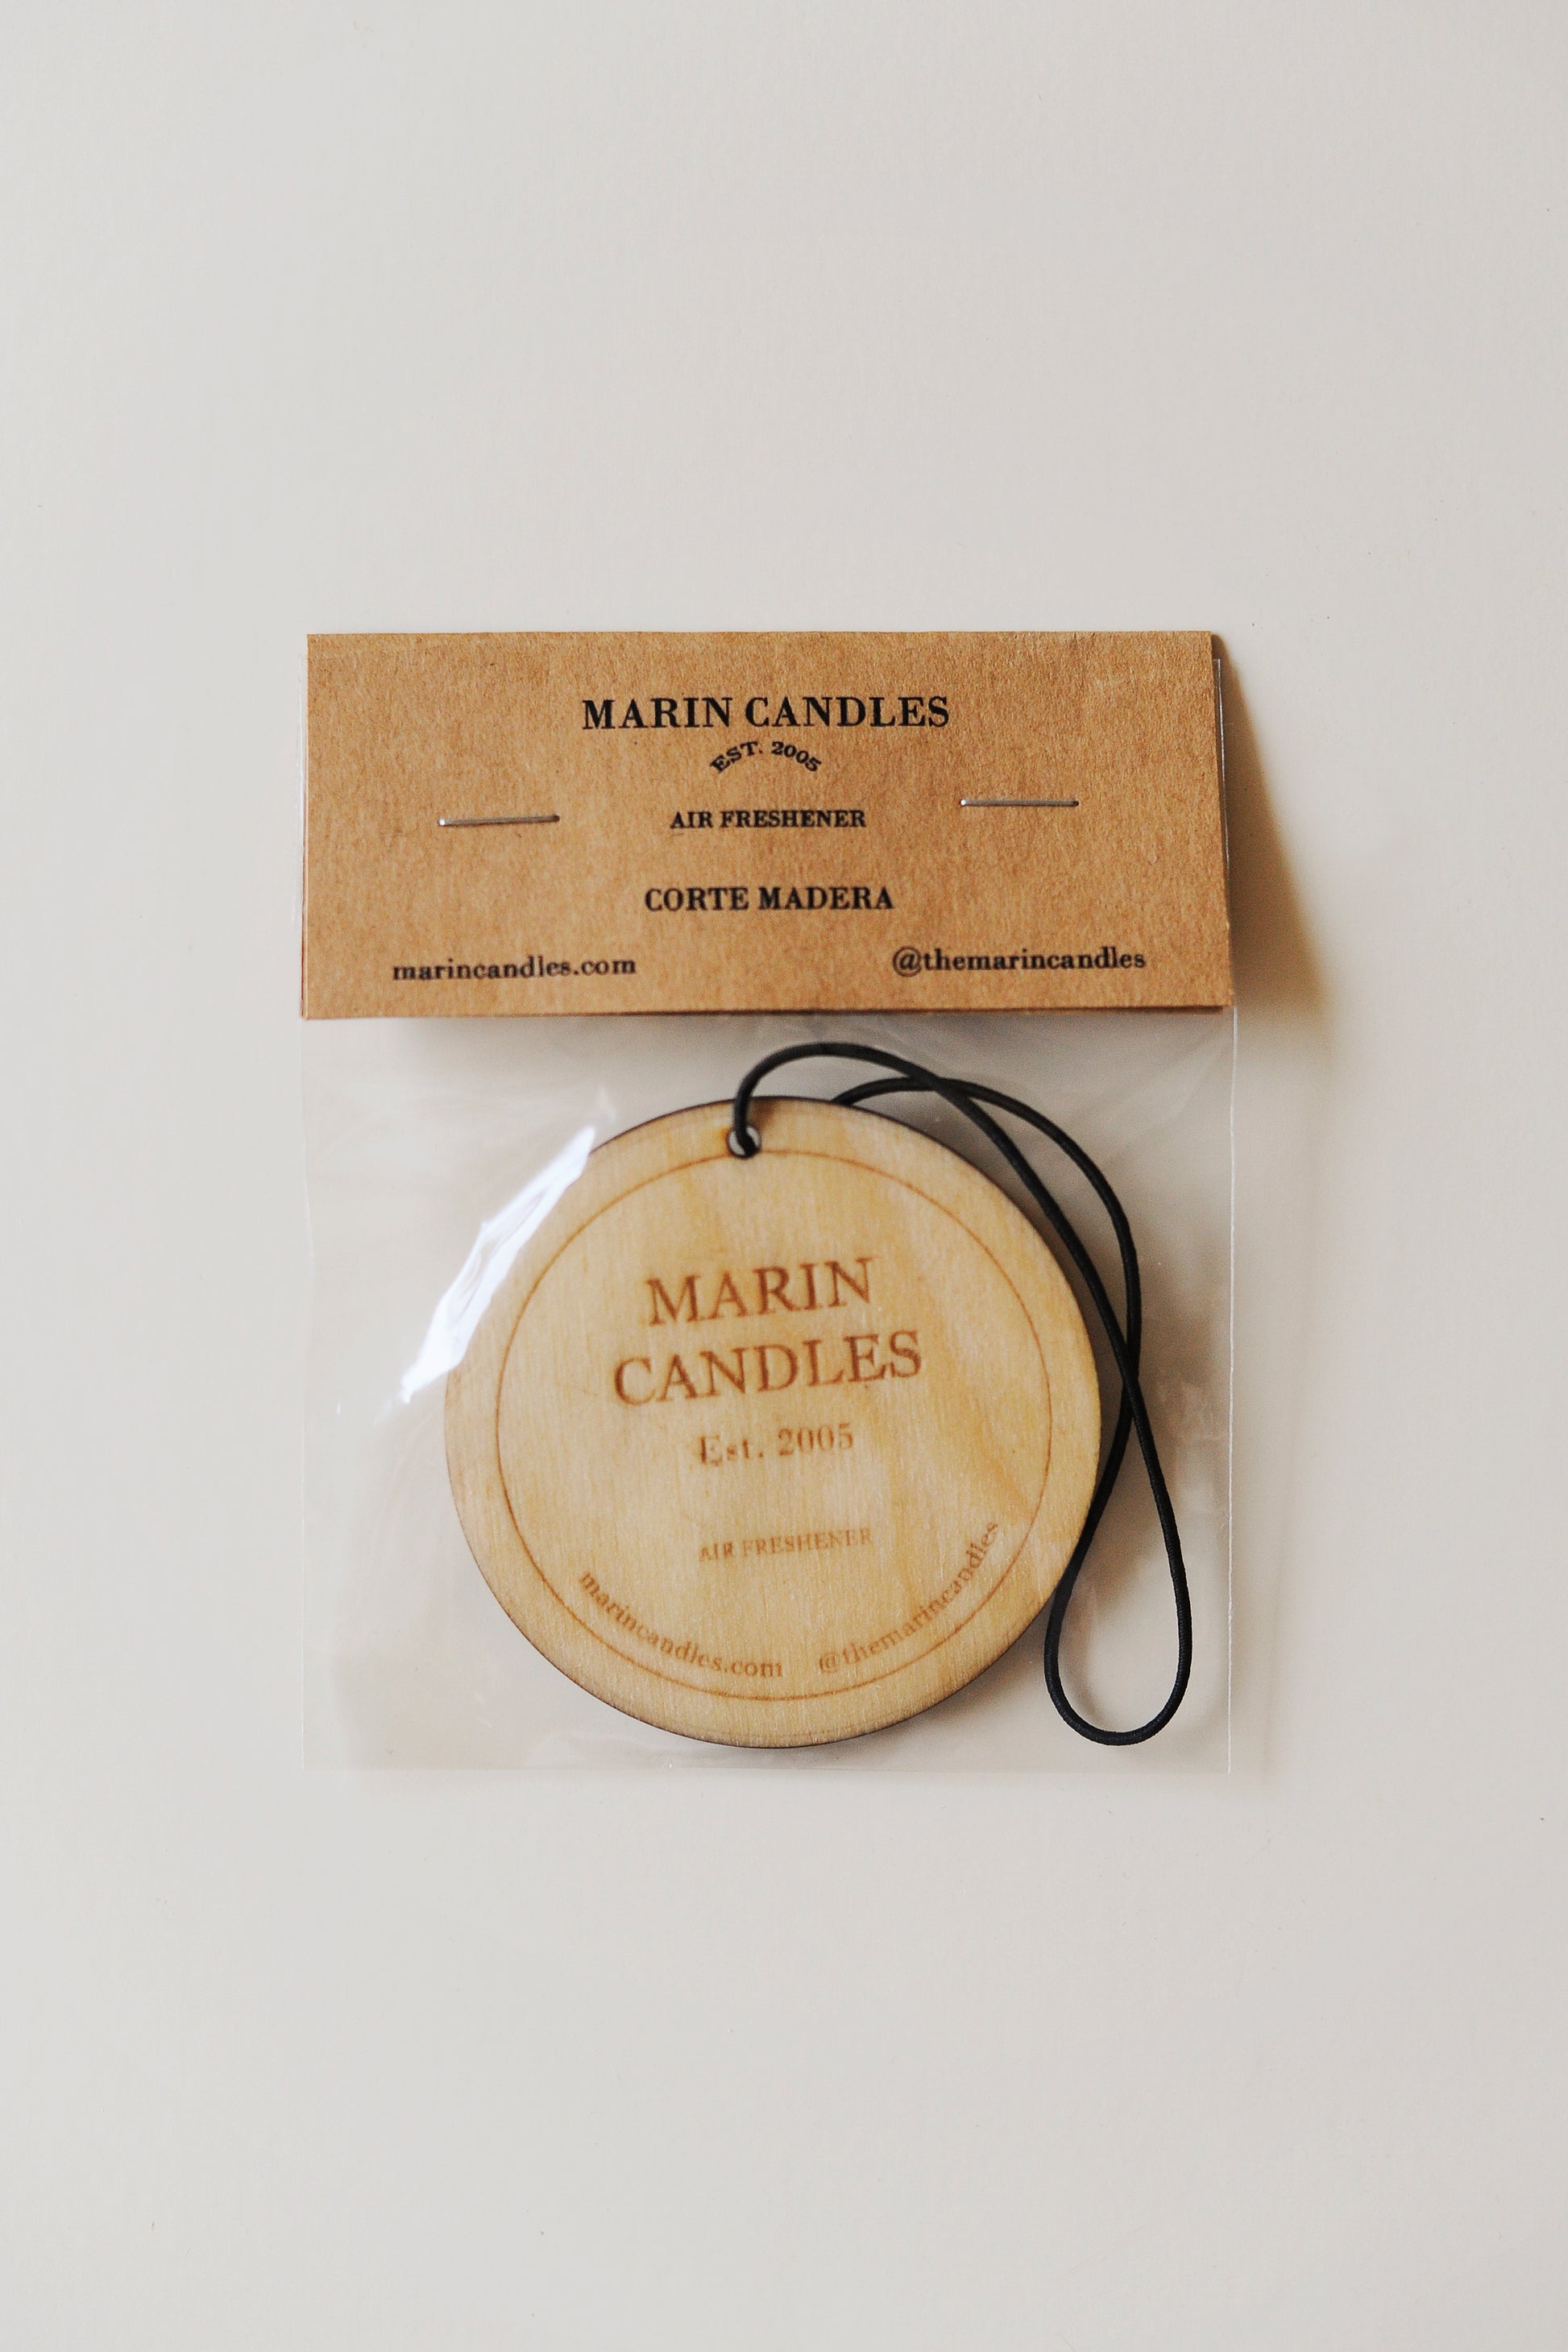 MARIN CANDLES
EST. 2005
AIR FRESHENER
CORTE MADERA
marincandles.com @themarincandles
MARIN
CANDLES
Est. 2005
AIR FRESHENER
marincandles.com @themarincandles